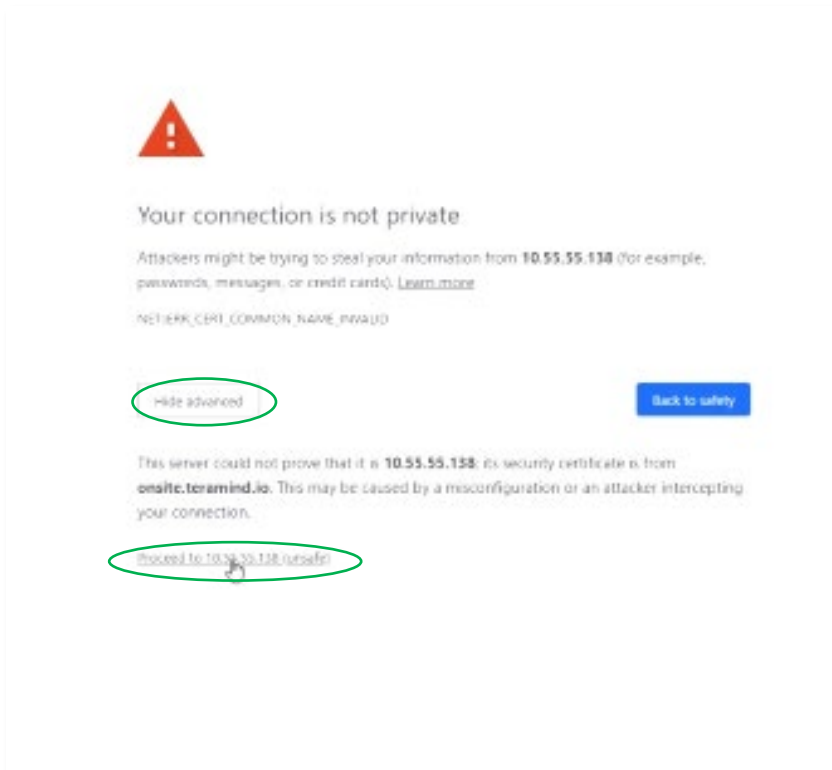 Your connection is not private
Attackers might be trying to steal your information from 10.55.55.138 (for example,
passwords, messages, or credit cards). Learn more
NET::ERR_CERT_COMMON_NAME_INVALID
Hide advanced
Back to safety
This server could not prove that it is 10.55.55.138; its security certificate is from
onsite.teramind.io. This may be caused by a misconfiguration or an attacker intercepting
your connection.
Proceed to 10.55.55.138 (unsafe)